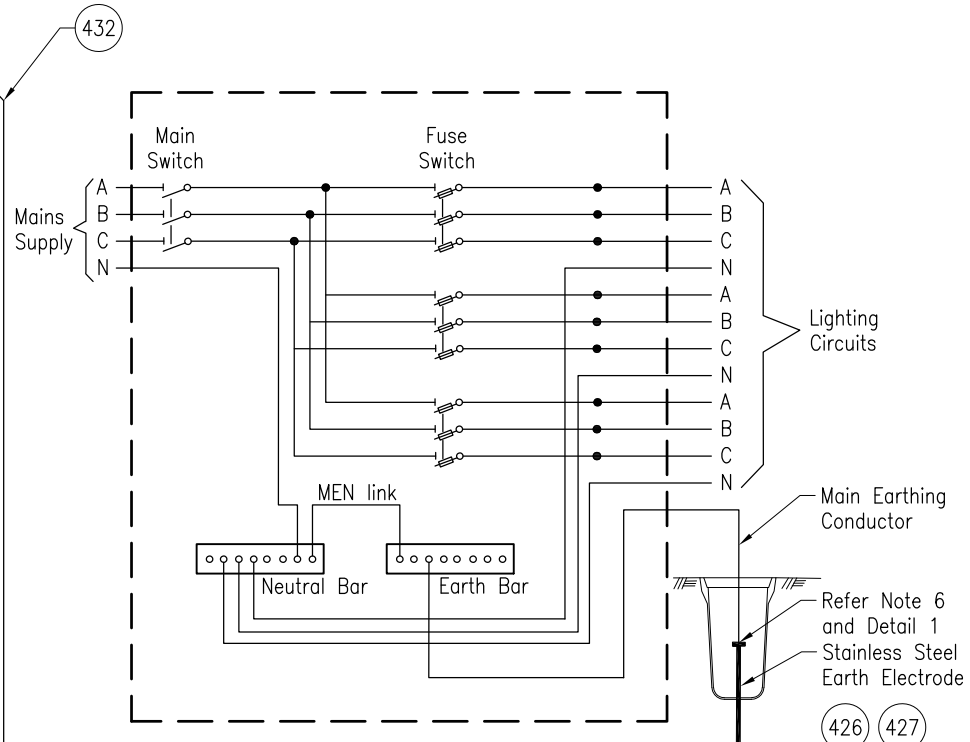 432
Main
Switch
Fuse
Switch
Mains
Supply
A
B
C
N
A
B
C
N
A
B
C
N
A
B
C
N
Lighting
Circuits
MEN link
Neutral Bar
Earth Bar
Main Earthing
Conductor
Refer Note 6
and Detail 1
Stainless Steel
Earth Electrode
426 427